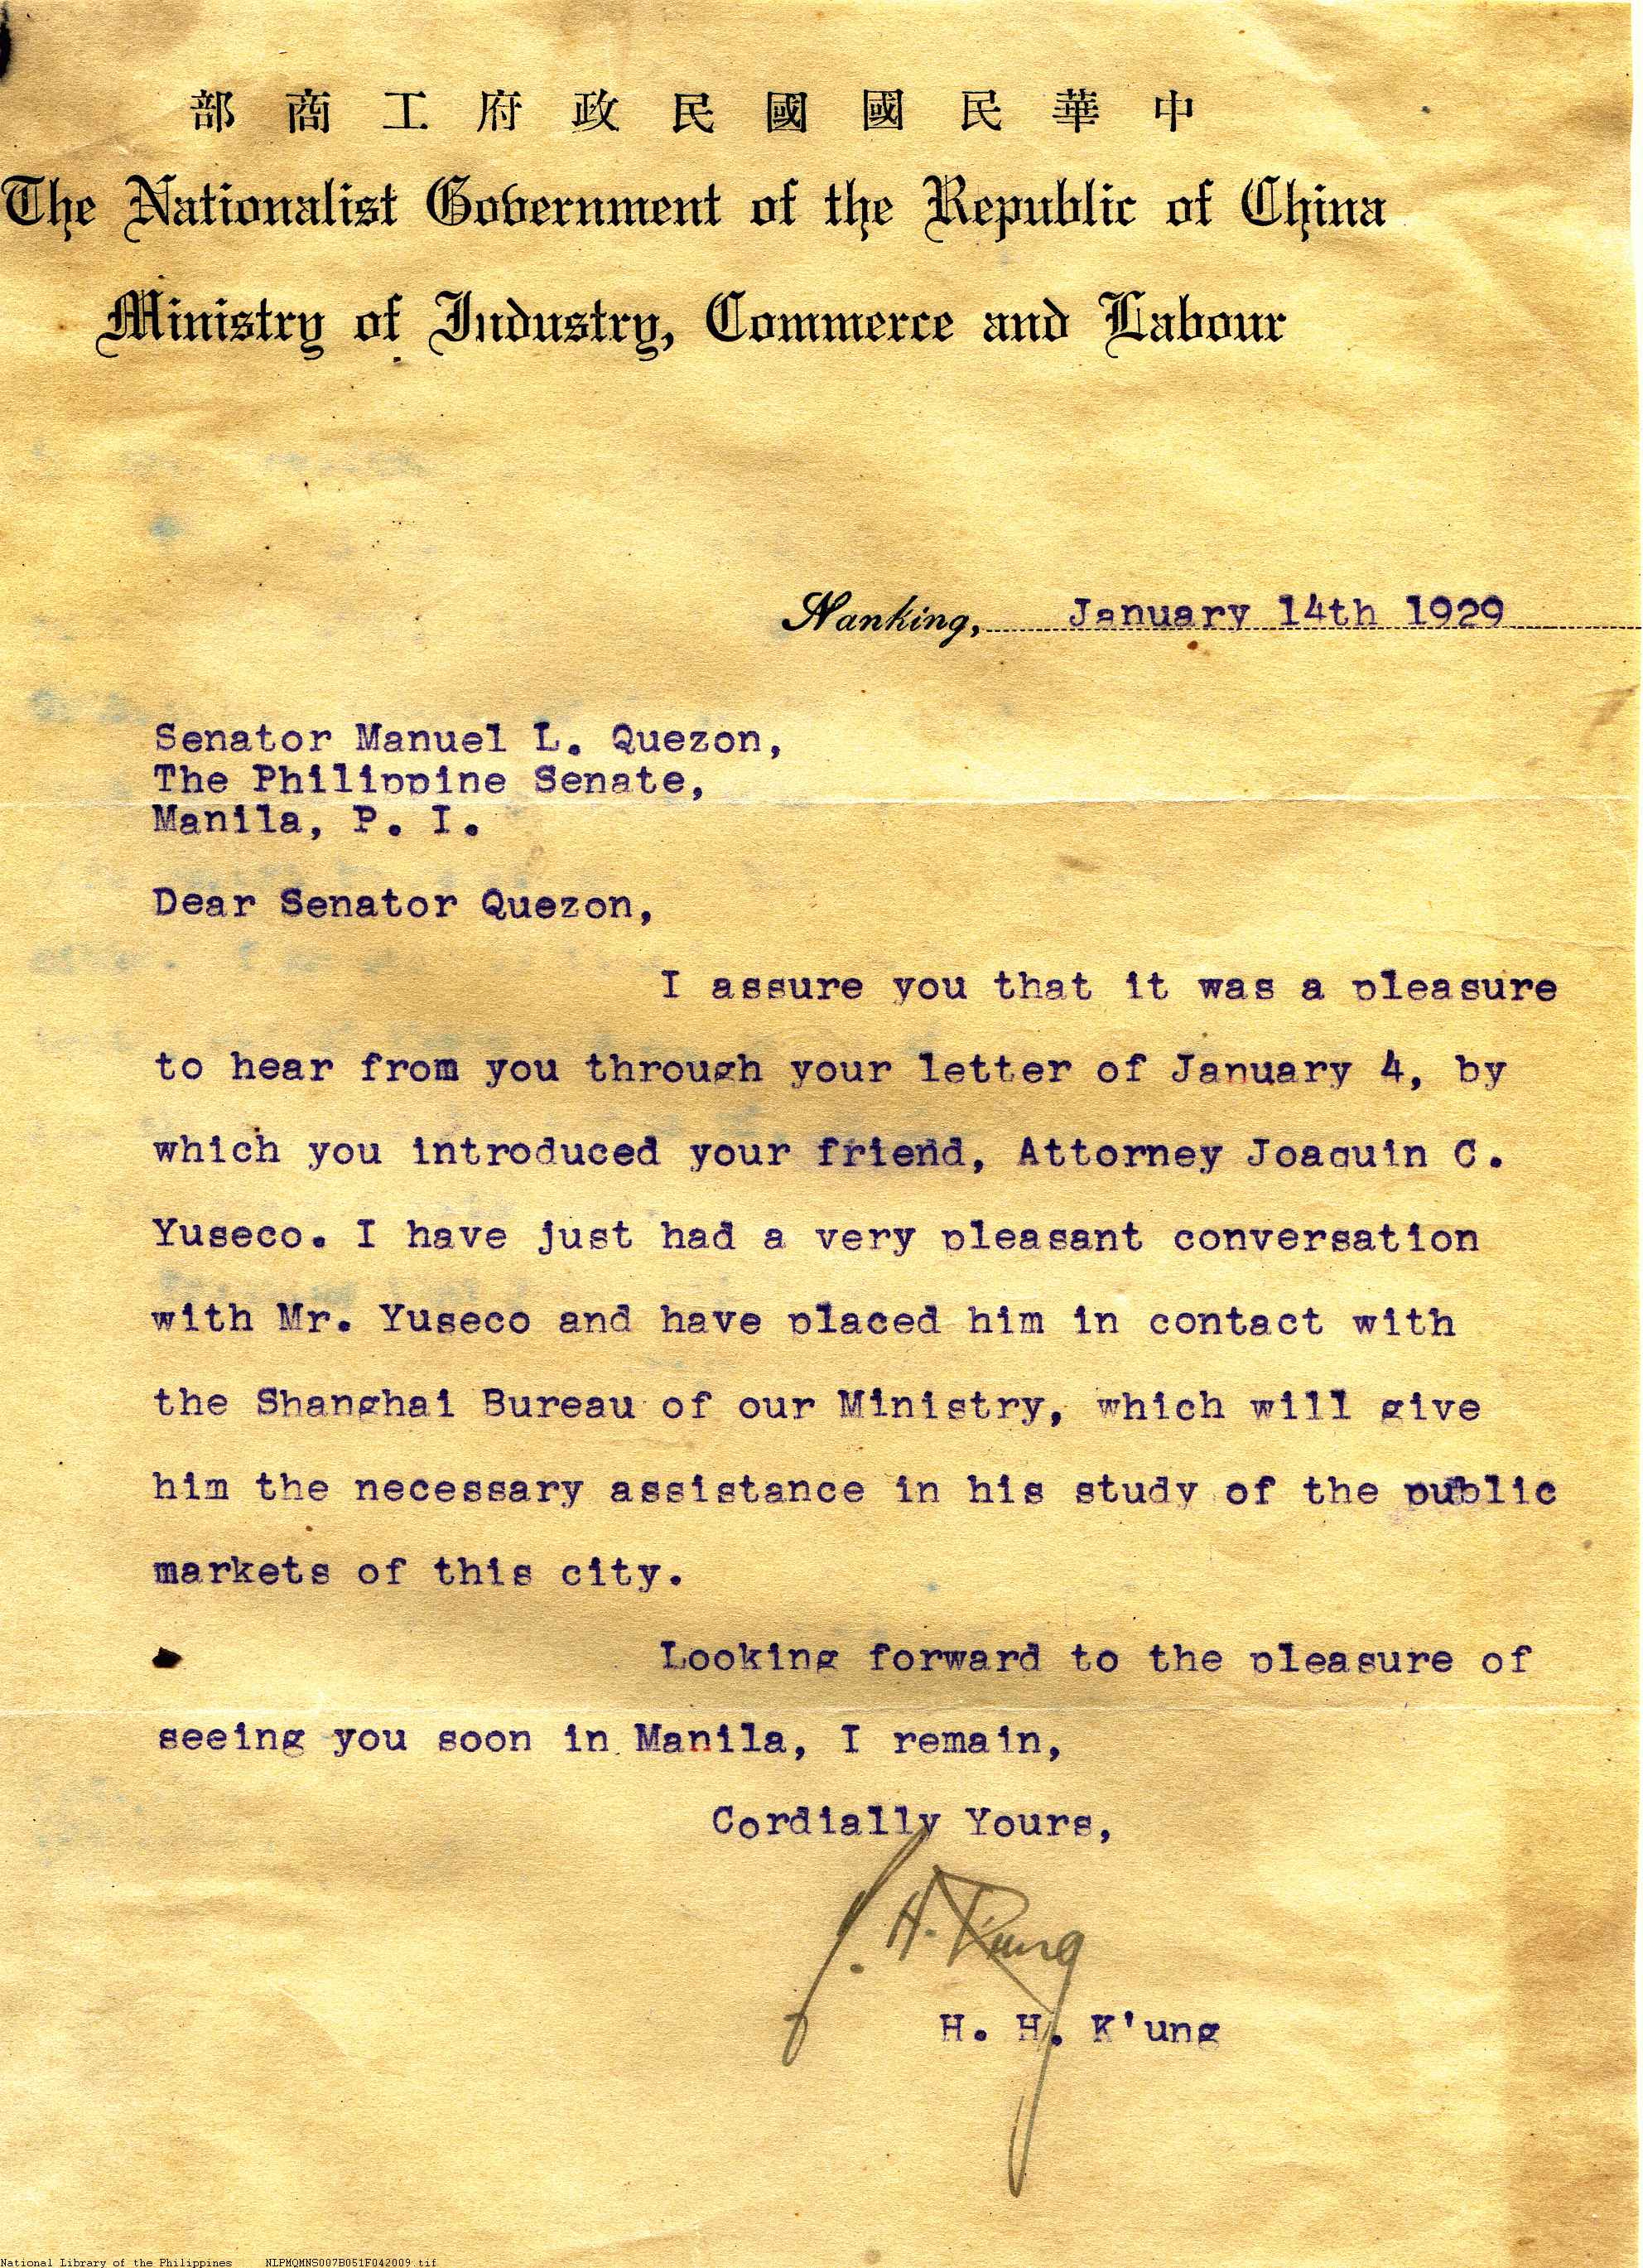 中華民國國民政府工商部
The Nationalist Government of the Republic of China
Ministry of Industry, Commerce and Labour
Nanking, January 14th 1929
Senator Manuel L. Quezon,
The Philippine Senate,
Manila, P. I.
Dear Senator Quezon,
I assure you that it was a pleasure
to hear from you through your letter of January 4, by
which you introduced your friend, Attorney Joaquin C.
Yuseco. I have just had a very pleasant conversation
with Mr. Yuseco and have placed him in contact with
the Shanghai Bureau of our Ministry, which will give
him the necessary assistance in his study of the public
markets of this city.
Looking forward to the pleasure of
seeing you soon in Manila, I remain,
Cordially Yours,
H. H. K'ung
H. H. K'ung
National Library of the Philippines NLPMQMNS007B051F042009.tif